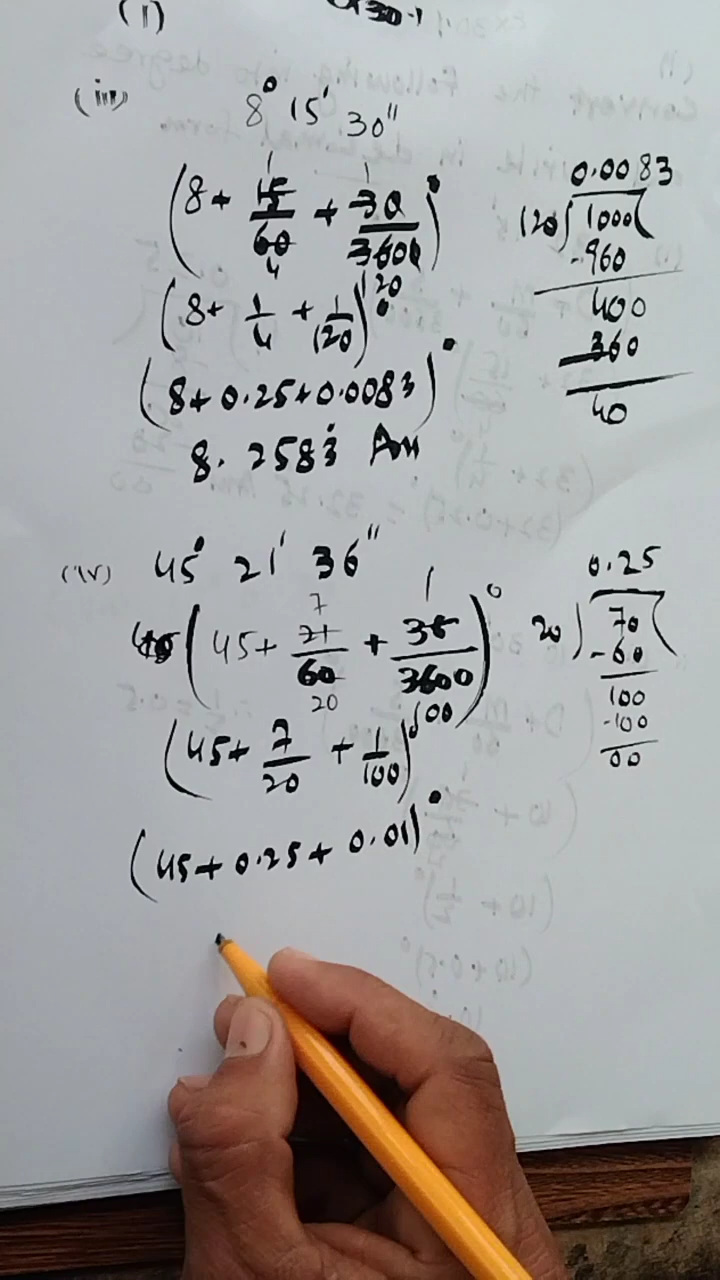 (i)
(iii) 8° 15' 30"
(8 + 15/60 + 30/3600)° 
(8 + 1/4 + 1/120)°
(8 + 0.25 + 0.0083)°
8.2583° Ans
0.0083
120) 1000 (
-960
400
360
40
(iv) 45° 21' 36"
(45 + 21/60 + 36/3600)°
(45 + 7/20 + 1/100)°
(45 + 0.25 + 0.01)°
0.25
20) 70 (
-60
100
-100
00